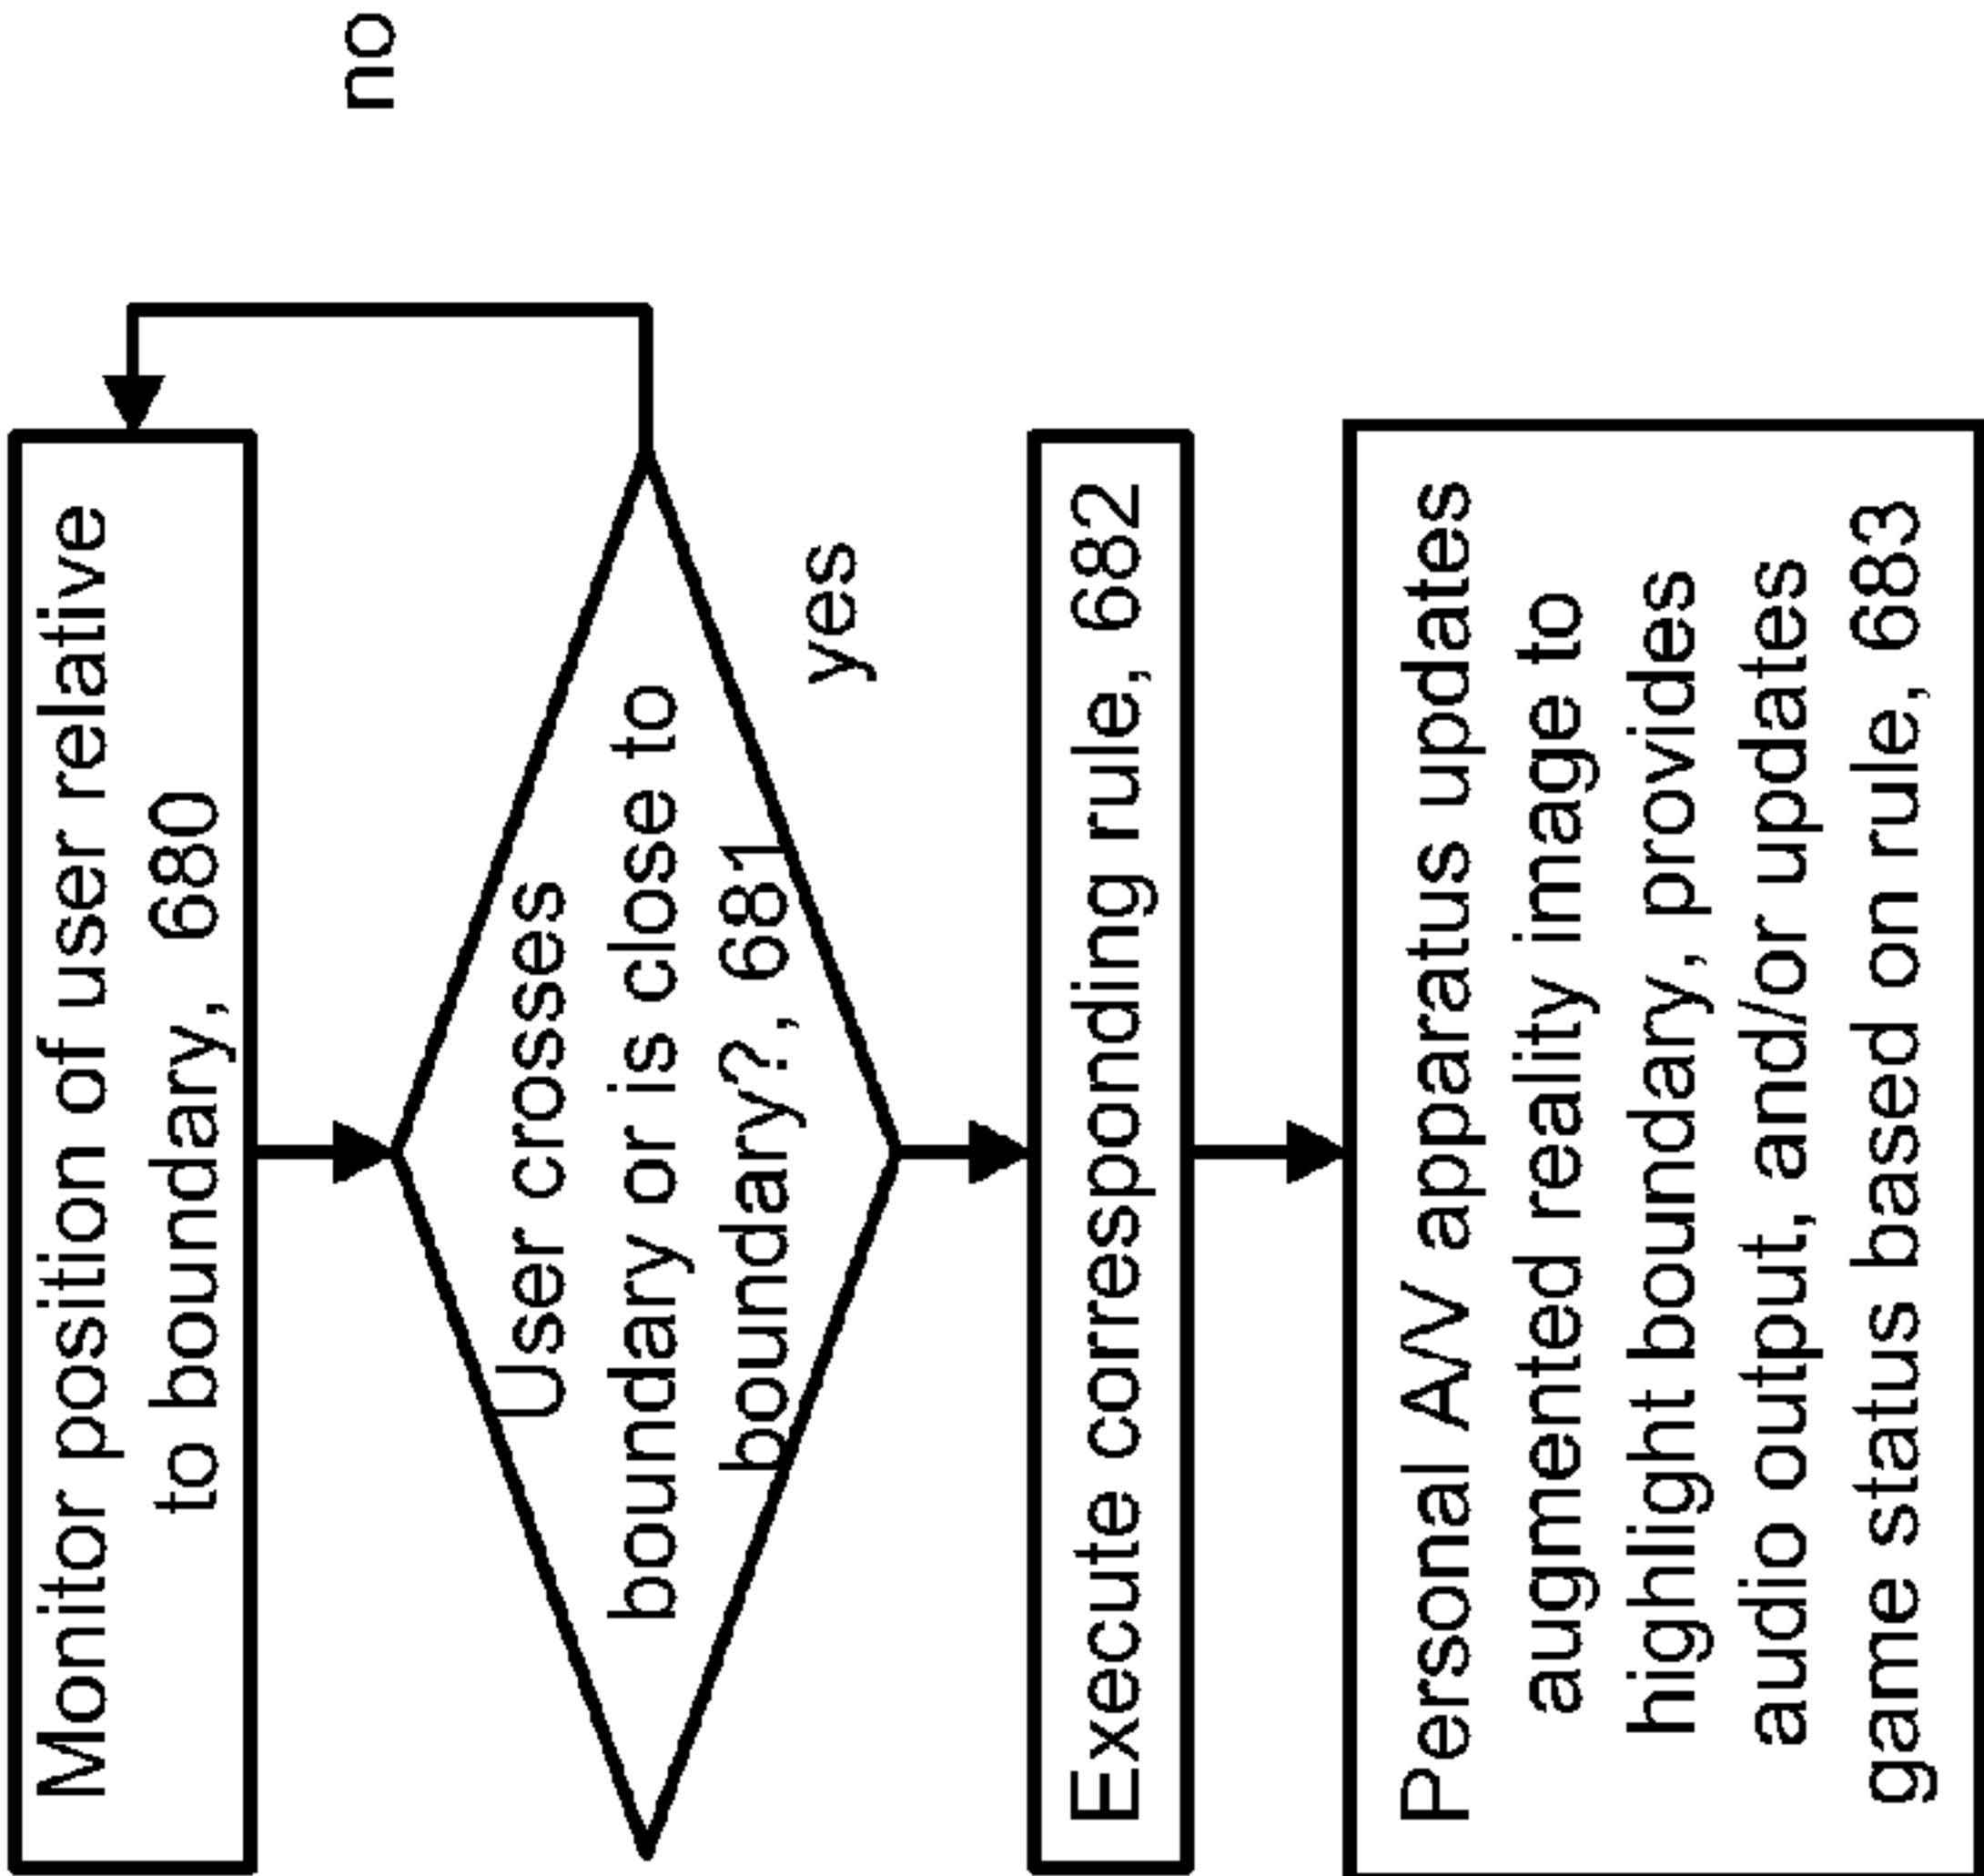 Monitor position of user relative
to boundary, 680
no
User crosses
boundary or is close to
boundary?, 681
yes
Execute corresponding rule, 682
Personal A/V apparatus updates
augmented reality image to
highlight boundary, provides
audio output, and/or updates
game status based on rule, 683